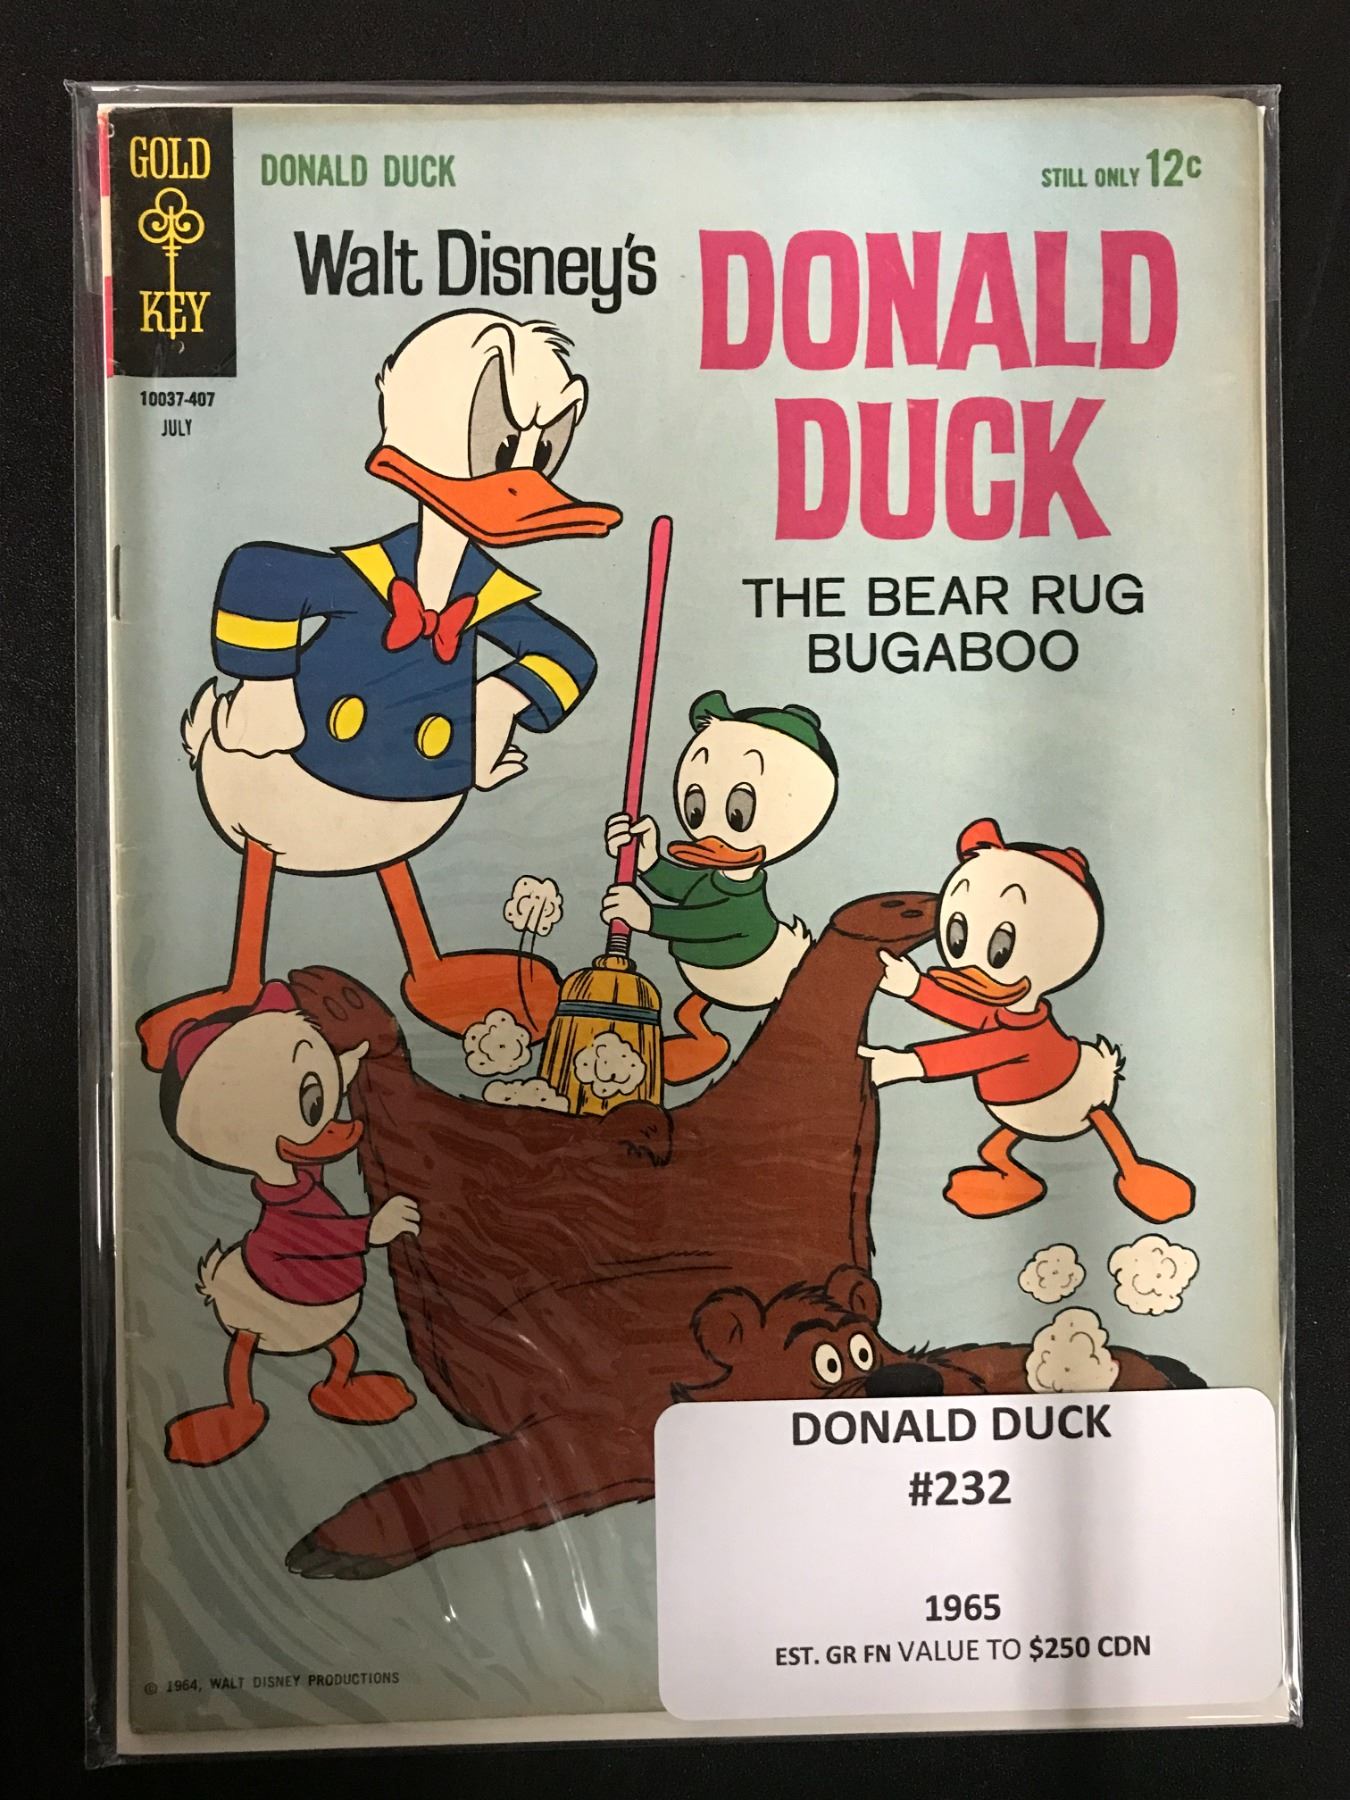 GOLD
KEY
DONALD DUCK
STILL ONLY 12c
Walt Disney's
DONALD
DUCK
10037-407
JULY
THE BEAR RUG
BUGABOO
DONALD DUCK
#232
1965
EST. GR FN VALUE TO $250 CDN
© 1964, WALT DISNEY PRODUCTIONS